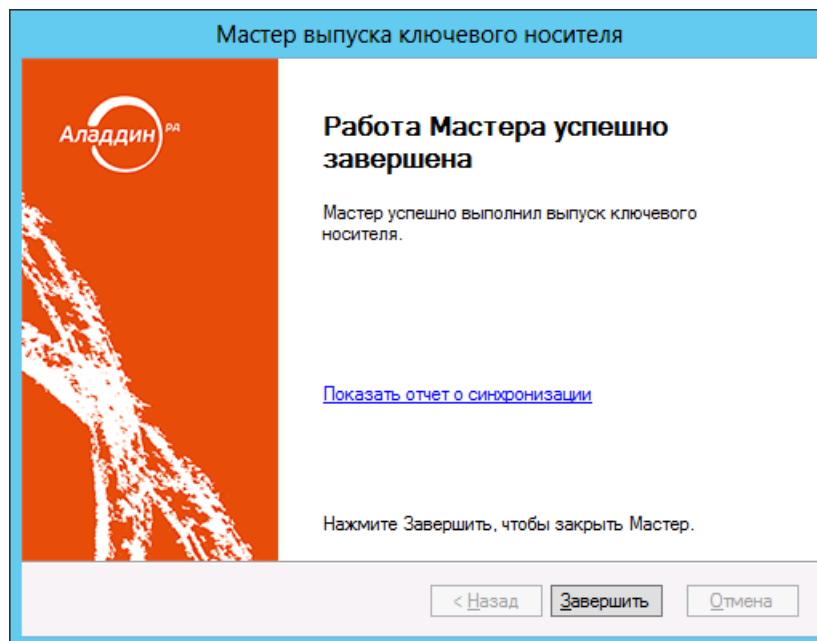 Мастер выпуска ключевого носителя
Аладдин РД
Работа Мастера успешно
завершена
Мастер успешно выполнил выпуск ключевого
носителя.
Показать отчет о синхронизации
Нажмите Завершить, чтобы закрыть Мастер.
< Назад
Завершить
Отмена